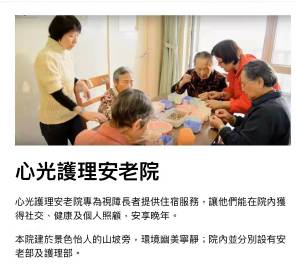 心光護理安老院
心光護理安老院專為視障長者提供住宿服務，讓他們能在院內獲
得社交、健康及個人照顧，安享晚年。
本院建於景色怡人的山坡旁，環境幽美寧靜；院內並分別設有安
老部及護理部。